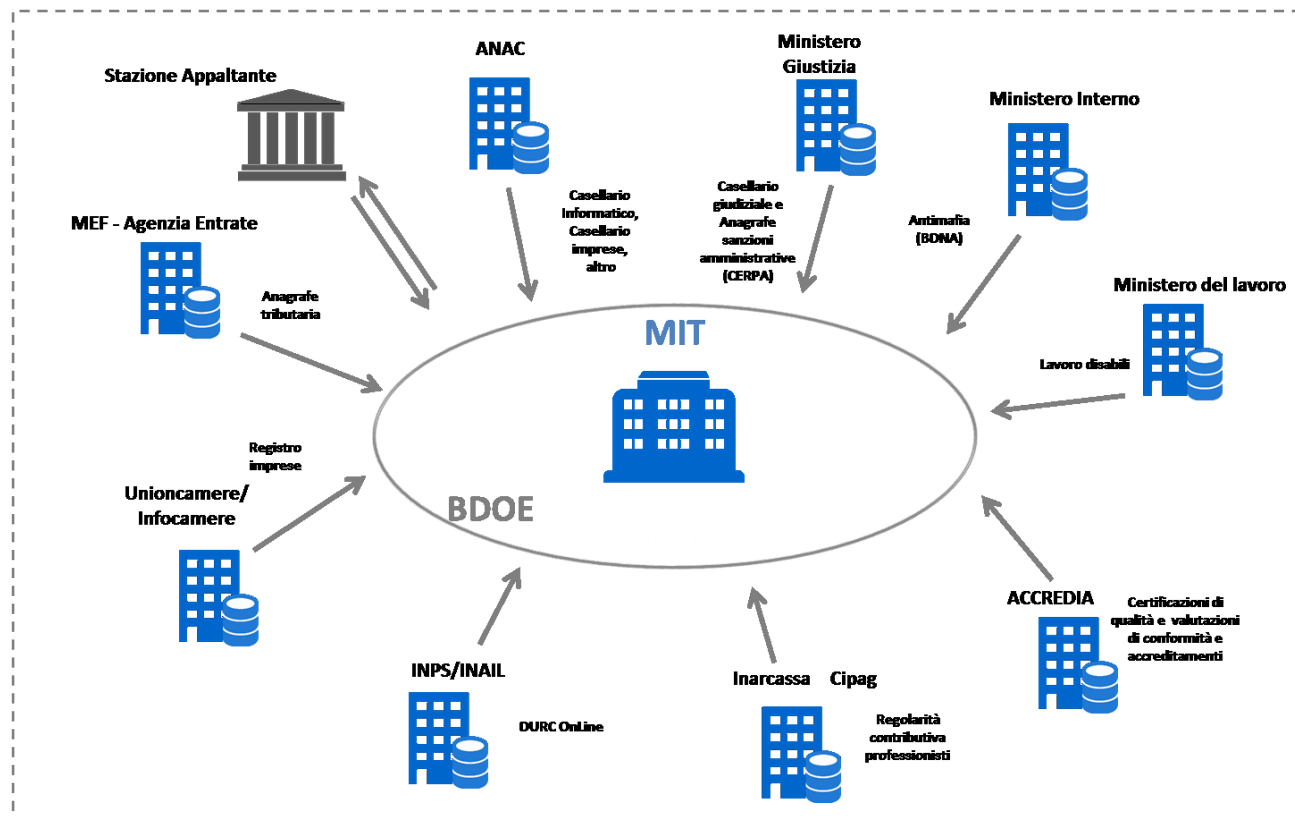 ANAC
Ministero
Giustizia
Stazione Appaltante
Ministero Interno
Casellario
Informatico,
Casellario
imprese,
altro
Casellario
giudiziale e
Anagrafe
sanzioni
amministrative
(CERPA)
Antimafia
(BDNA)
MEF - Agenzia Entrate
Anagrafe
tributaria
Ministero del lavoro
Lavoro disabili
MIT
Registro
imprese
Unioncamere/
Infocamere
BDOE
ACCREDIA
Certificazioni di
qualità e valutazioni
di conformità e
accreditamenti
INPS/INAIL
DURC OnLine
Inarcassa Cipag
Regolarità
contributiva
professionisti